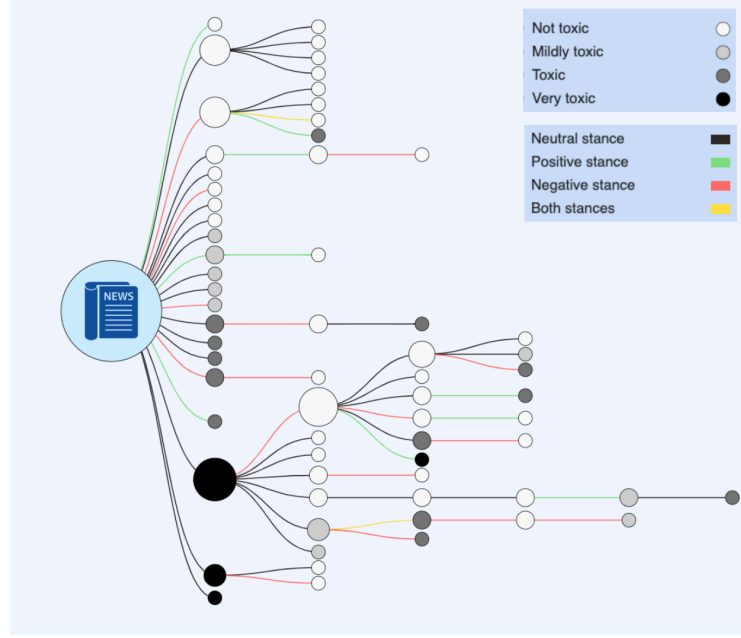 Not toxic
Mildly toxic
Toxic
Very toxic
Neutral stance
Positive stance
Negative stance
Both stances
NEWS